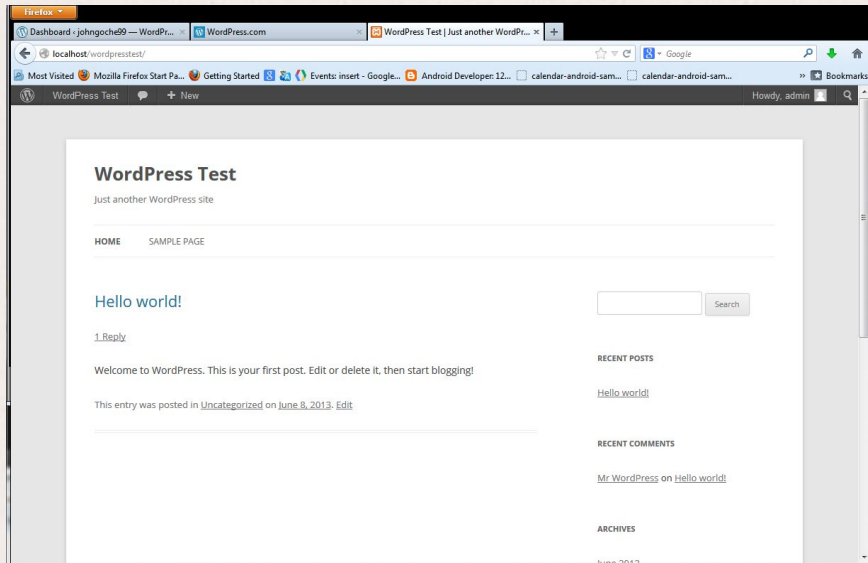 Firefox
Dashboard ‹ johngoche99 — WordPr... WordPress.com WordPress Test | Just another WordPr...
localhost/wordpresstest/ Google
Most Visited Mozilla Firefox Start Pa... Getting Started Events: insert - Google... Android Developer: 12... calendar-android-sam... calendar-android-sam... » Bookmarks
WordPress Test + New Howdy, admin
WordPress Test
Just another WordPress site
HOME SAMPLE PAGE
Hello world!
Search
1 Reply
RECENT POSTS
Welcome to WordPress. This is your first post. Edit or delete it, then start blogging!
Hello world!
This entry was posted in Uncategorized on June 8, 2013. Edit
RECENT COMMENTS
Mr WordPress on Hello world!
ARCHIVES
June 2013